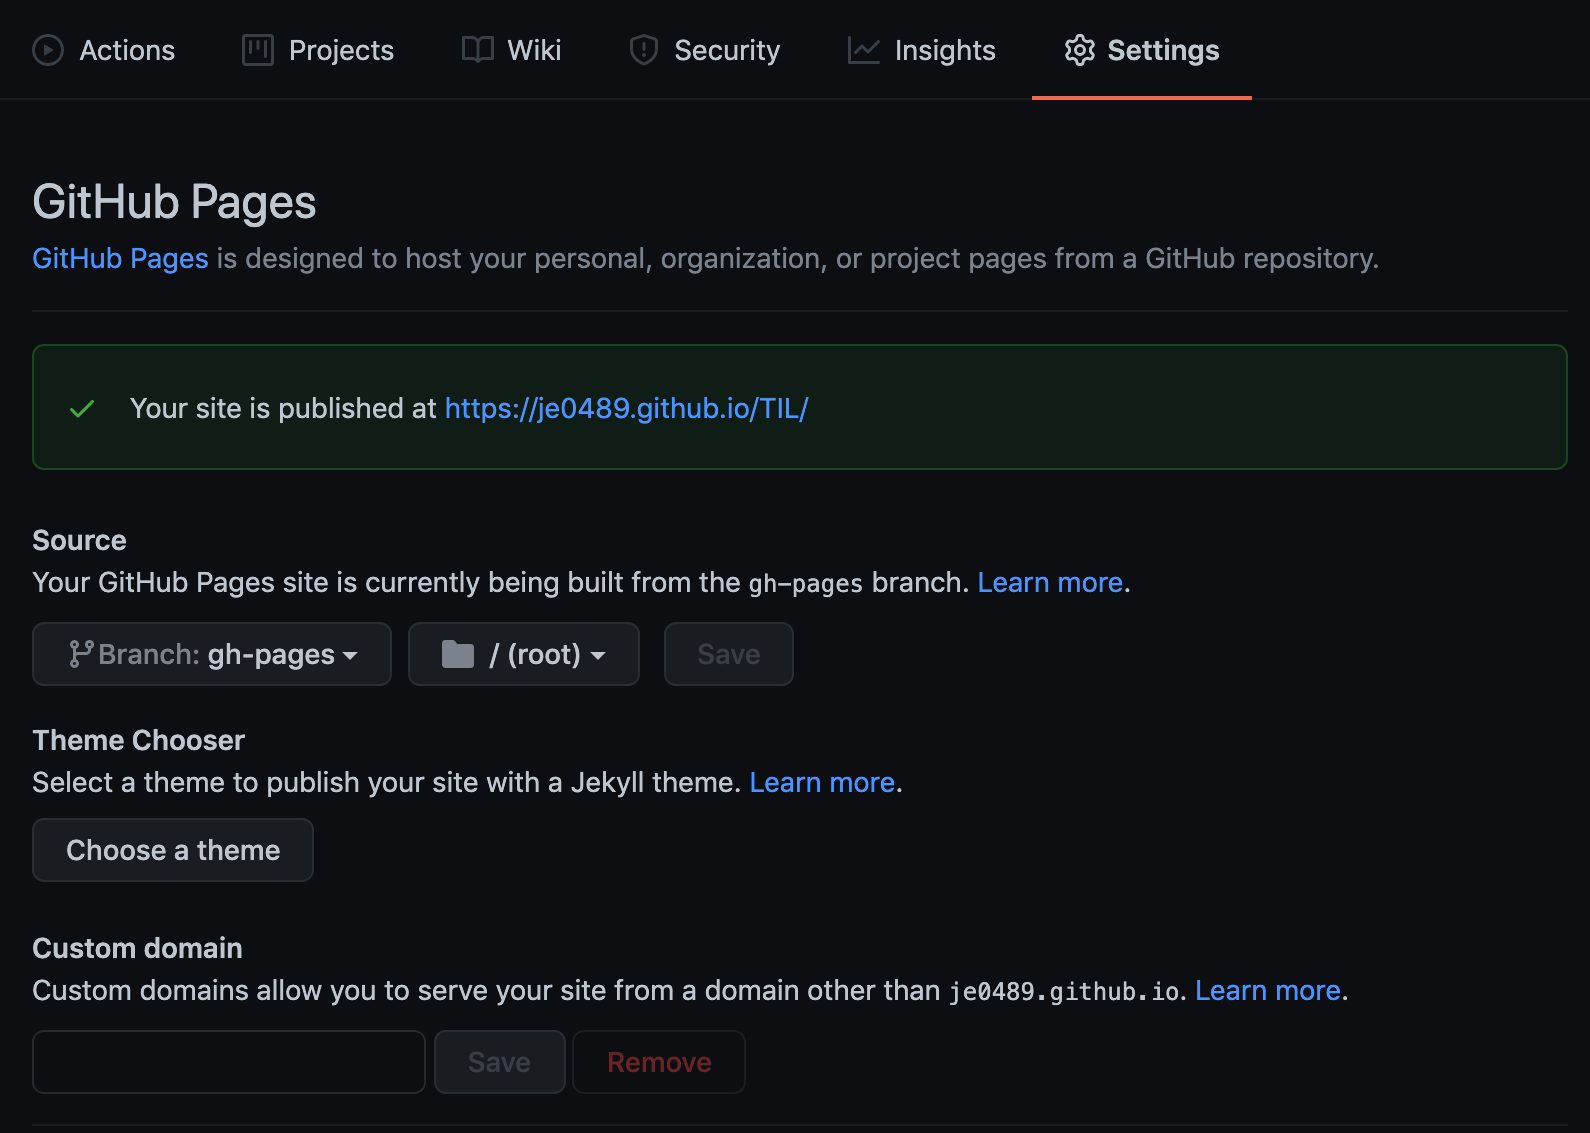 Actions Projects Wiki Security Insights Settings
GitHub Pages
GitHub Pages is designed to host your personal, organization, or project pages from a GitHub repository.
Your site is published at https://je0489.github.io/TIL/
Source
Your GitHub Pages site is currently being built from the gh-pages branch. Learn more.
Branch: gh-pages / (root) Save
Theme Chooser
Select a theme to publish your site with a Jekyll theme. Learn more.
Choose a theme
Custom domain
Custom domains allow you to serve your site from a domain other than je0489.github.io. Learn more.
Save Remove